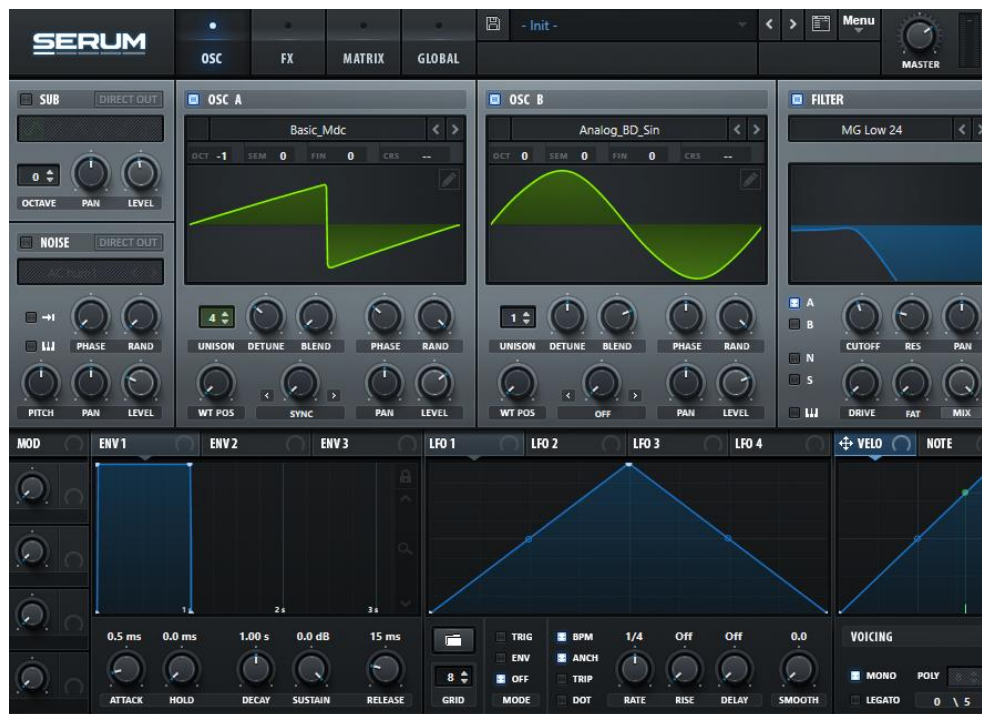 SERUM
OSC
FX
MATRIX
GLOBAL
- Init -
Menu
MASTER
SUB
DIRECT OUT
0
OCTAVE PAN LEVEL
NOISE
DIRECT OUT
AC hum1
PHASE RAND
PITCH PAN LEVEL
OSC A
Basic_Mdc
OCT -1 SEM 0 FIN 0 CRS --
4
UNISON DETUNE BLEND PHASE RAND
WT POS SYNC PAN LEVEL
OSC B
Analog_BD_Sin
OCT 0 SEM 0 FIN 0 CRS --
1
UNISON DETUNE BLEND PHASE RAND
WT POS OFF PAN LEVEL
FILTER
MG Low 24
A
B
N
S
CUTOFF RES PAN
DRIVE FAT MIX
MOD
ENV 1 ENV 2 ENV 3
1 s 2 s 3 s
0.5 ms 0.0 ms 1.00 s 0.0 dB 15 ms
ATTACK HOLD DECAY SUSTAIN RELEASE
LFO 1 LFO 2 LFO 3 LFO 4
8
GRID
TRIG
ENV
OFF
MODE
BPM
ANCH
TRIP
DOT
1/4 Off Off 0.0
RATE RISE DELAY SMOOTH
VELO NOTE
VOICING
MONO POLY 8
LEGATO 0 \ 5